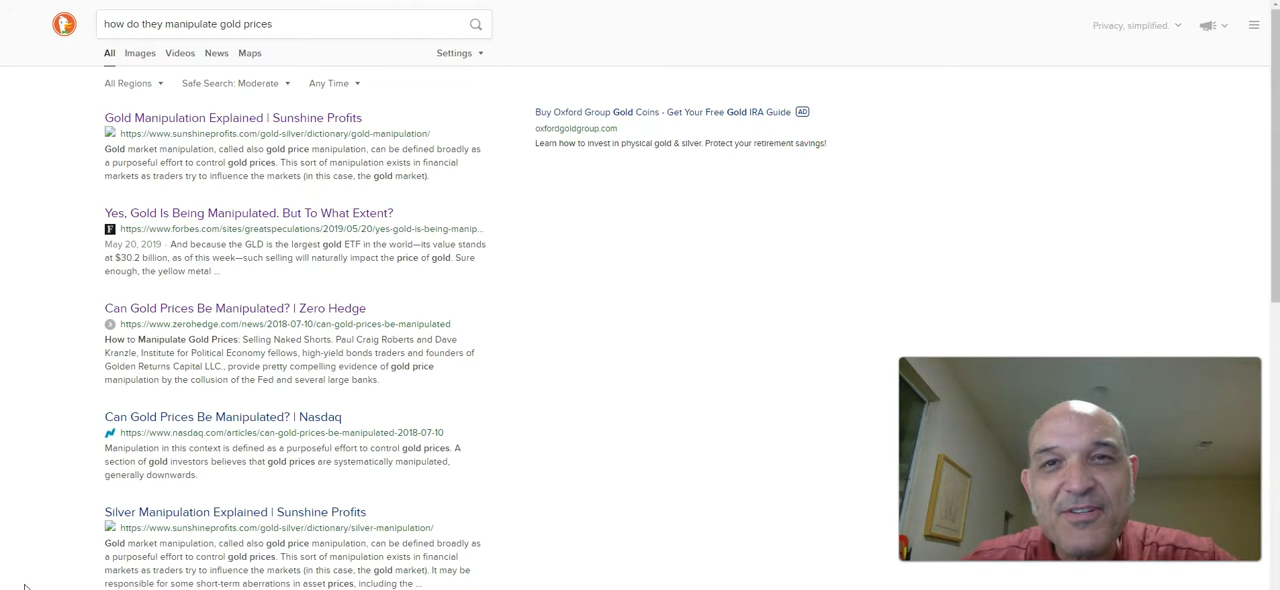 how do they manipulate gold prices
Privacy, simplified.
All Images Videos News Maps Settings
All Regions Safe Search: Moderate Any Time
Gold Manipulation Explained | Sunshine Profits
https://www.sunshineprofits.com/gold-silver/dictionary/gold-manipulation/
Gold market manipulation, called also gold price manipulation, can be defined broadly as
a purposeful effort to control gold prices. This sort of manipulation exists in financial
markets as traders try to influence the markets (in this case, the gold market).
Yes, Gold Is Being Manipulated. But To What Extent?
https://www.forbes.com/sites/greatspeculations/2019/05/20/yes-gold-is-being-manip...
May 20, 2019 · And because the GLD is the largest gold ETF in the world—its value stands
at $30.2 billion, as of this week—such selling will naturally impact the price of gold. Sure
enough, the yellow metal ...
Can Gold Prices Be Manipulated? | Zero Hedge
https://www.zerohedge.com/news/2018-07-10/can-gold-prices-be-manipulated
How to Manipulate Gold Prices: Selling Naked Shorts. Paul Craig Roberts and Dave
Kranzle, Institute for Political Economy fellows, high-yield bonds traders and founders of
Golden Returns Capital LLC., provide pretty compelling evidence of gold price
manipulation by the collusion of the Fed and several large banks.
Can Gold Prices Be Manipulated? | Nasdaq
https://www.nasdaq.com/articles/can-gold-prices-be-manipulated-2018-07-10
Manipulation in this context is defined as a purposeful effort to control gold prices. A
section of gold investors believes that gold prices are systematically manipulated,
generally downwards.
Silver Manipulation Explained | Sunshine Profits
https://www.sunshineprofits.com/gold-silver/dictionary/silver-manipulation/
Gold market manipulation, called also gold price manipulation, can be defined broadly as
a purposeful effort to control gold prices. This sort of manipulation exists in financial
markets as traders try to influence the markets (in this case, the gold market). It may be
responsible for some short-term aberrations in asset prices, including the ...
Buy Oxford Group Gold Coins - Get Your Free Gold IRA Guide AD
oxfordgoldgroup.com
Learn how to invest in physical gold & silver. Protect your retirement savings!